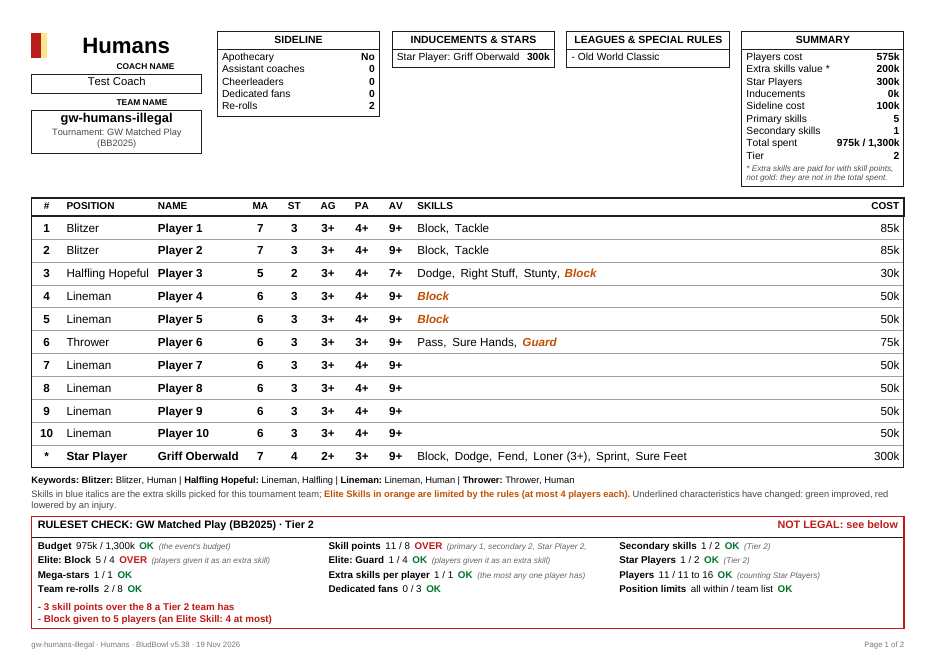 Humans
COACH NAME
Test Coach
TEAM NAME
gw-humans-illegal
Tournament: GW Matched Play
(BB2025)
SIDELINE
Apothecary No
Assistant coaches 0
Cheerleaders 0
Dedicated fans 0
Re-rolls 2
INDUCEMENTS & STARS
Star Player: Griff Oberwald 300k
LEAGUES & SPECIAL RULES
- Old World Classic
SUMMARY
Players cost 575k
Extra skills value * 200k
Star Players 300k
Inducements 0k
Sideline cost 100k
Primary skills 5
Secondary skills 1
Total spent 975k / 1,300k
Tier 2
* Extra skills are paid for with skill points,
not gold: they are not in the total spent.
# POSITION NAME MA ST AG PA AV SKILLS COST
1 Blitzer Player 1 7 3 3+ 4+ 9+ Block, Tackle 85k
2 Blitzer Player 2 7 3 3+ 4+ 9+ Block, Tackle 85k
3 Halfling Hopeful Player 3 5 2 3+ 4+ 7+ Dodge, Right Stuff, Stunty, Block 30k
4 Lineman Player 4 6 3 3+ 4+ 9+ Block 50k
5 Lineman Player 5 6 3 3+ 4+ 9+ Block 50k
6 Thrower Player 6 6 3 3+ 3+ 9+ Pass, Sure Hands, Guard 75k
7 Lineman Player 7 6 3 3+ 4+ 9+ 50k
8 Lineman Player 8 6 3 3+ 4+ 9+ 50k
9 Lineman Player 9 6 3 3+ 4+ 9+ 50k
10 Lineman Player 10 6 3 3+ 4+ 9+ 50k
* Star Player Griff Oberwald 7 4 2+ 3+ 9+ Block, Dodge, Fend, Loner (3+), Sprint, Sure Feet 300k
Keywords: Blitzer: Blitzer, Human | Halfling Hopeful: Lineman, Halfling | Lineman: Lineman, Human | Thrower: Thrower, Human
Skills in blue italics are the extra skills picked for this tournament team; Elite Skills in orange are limited by the rules (at most 4 players each). Underlined characteristics have changed: green improved, red
lowered by an injury.
RULESET CHECK: GW Matched Play (BB2025) · Tier 2 NOT LEGAL: see below
Budget 975k / 1,300k OK (the event's budget) Skill points 11 / 8 OVER (primary 1, secondary 2, Star Player 2, Secondary skills 1 / 2 OK (Tier 2)
Elite: Block 5 / 4 OVER (players given it as an extra skill) Elite: Guard 1 / 4 OK (players given it as an extra skill) Star Players 1 / 2 OK (Tier 2)
Mega-stars 1 / 1 OK Extra skills per player 1 / 1 OK (the most any one player has) Players 11 / 11 to 16 OK (counting Star Players)
Team re-rolls 2 / 8 OK Dedicated fans 0 / 3 OK Position limits all within / team list OK
- 3 skill points over the 8 a Tier 2 team has
- Block given to 5 players (an Elite Skill: 4 at most)
gw-humans-illegal · Humans · BludBowl v5.38 · 19 Nov 2026 Page 1 of 2